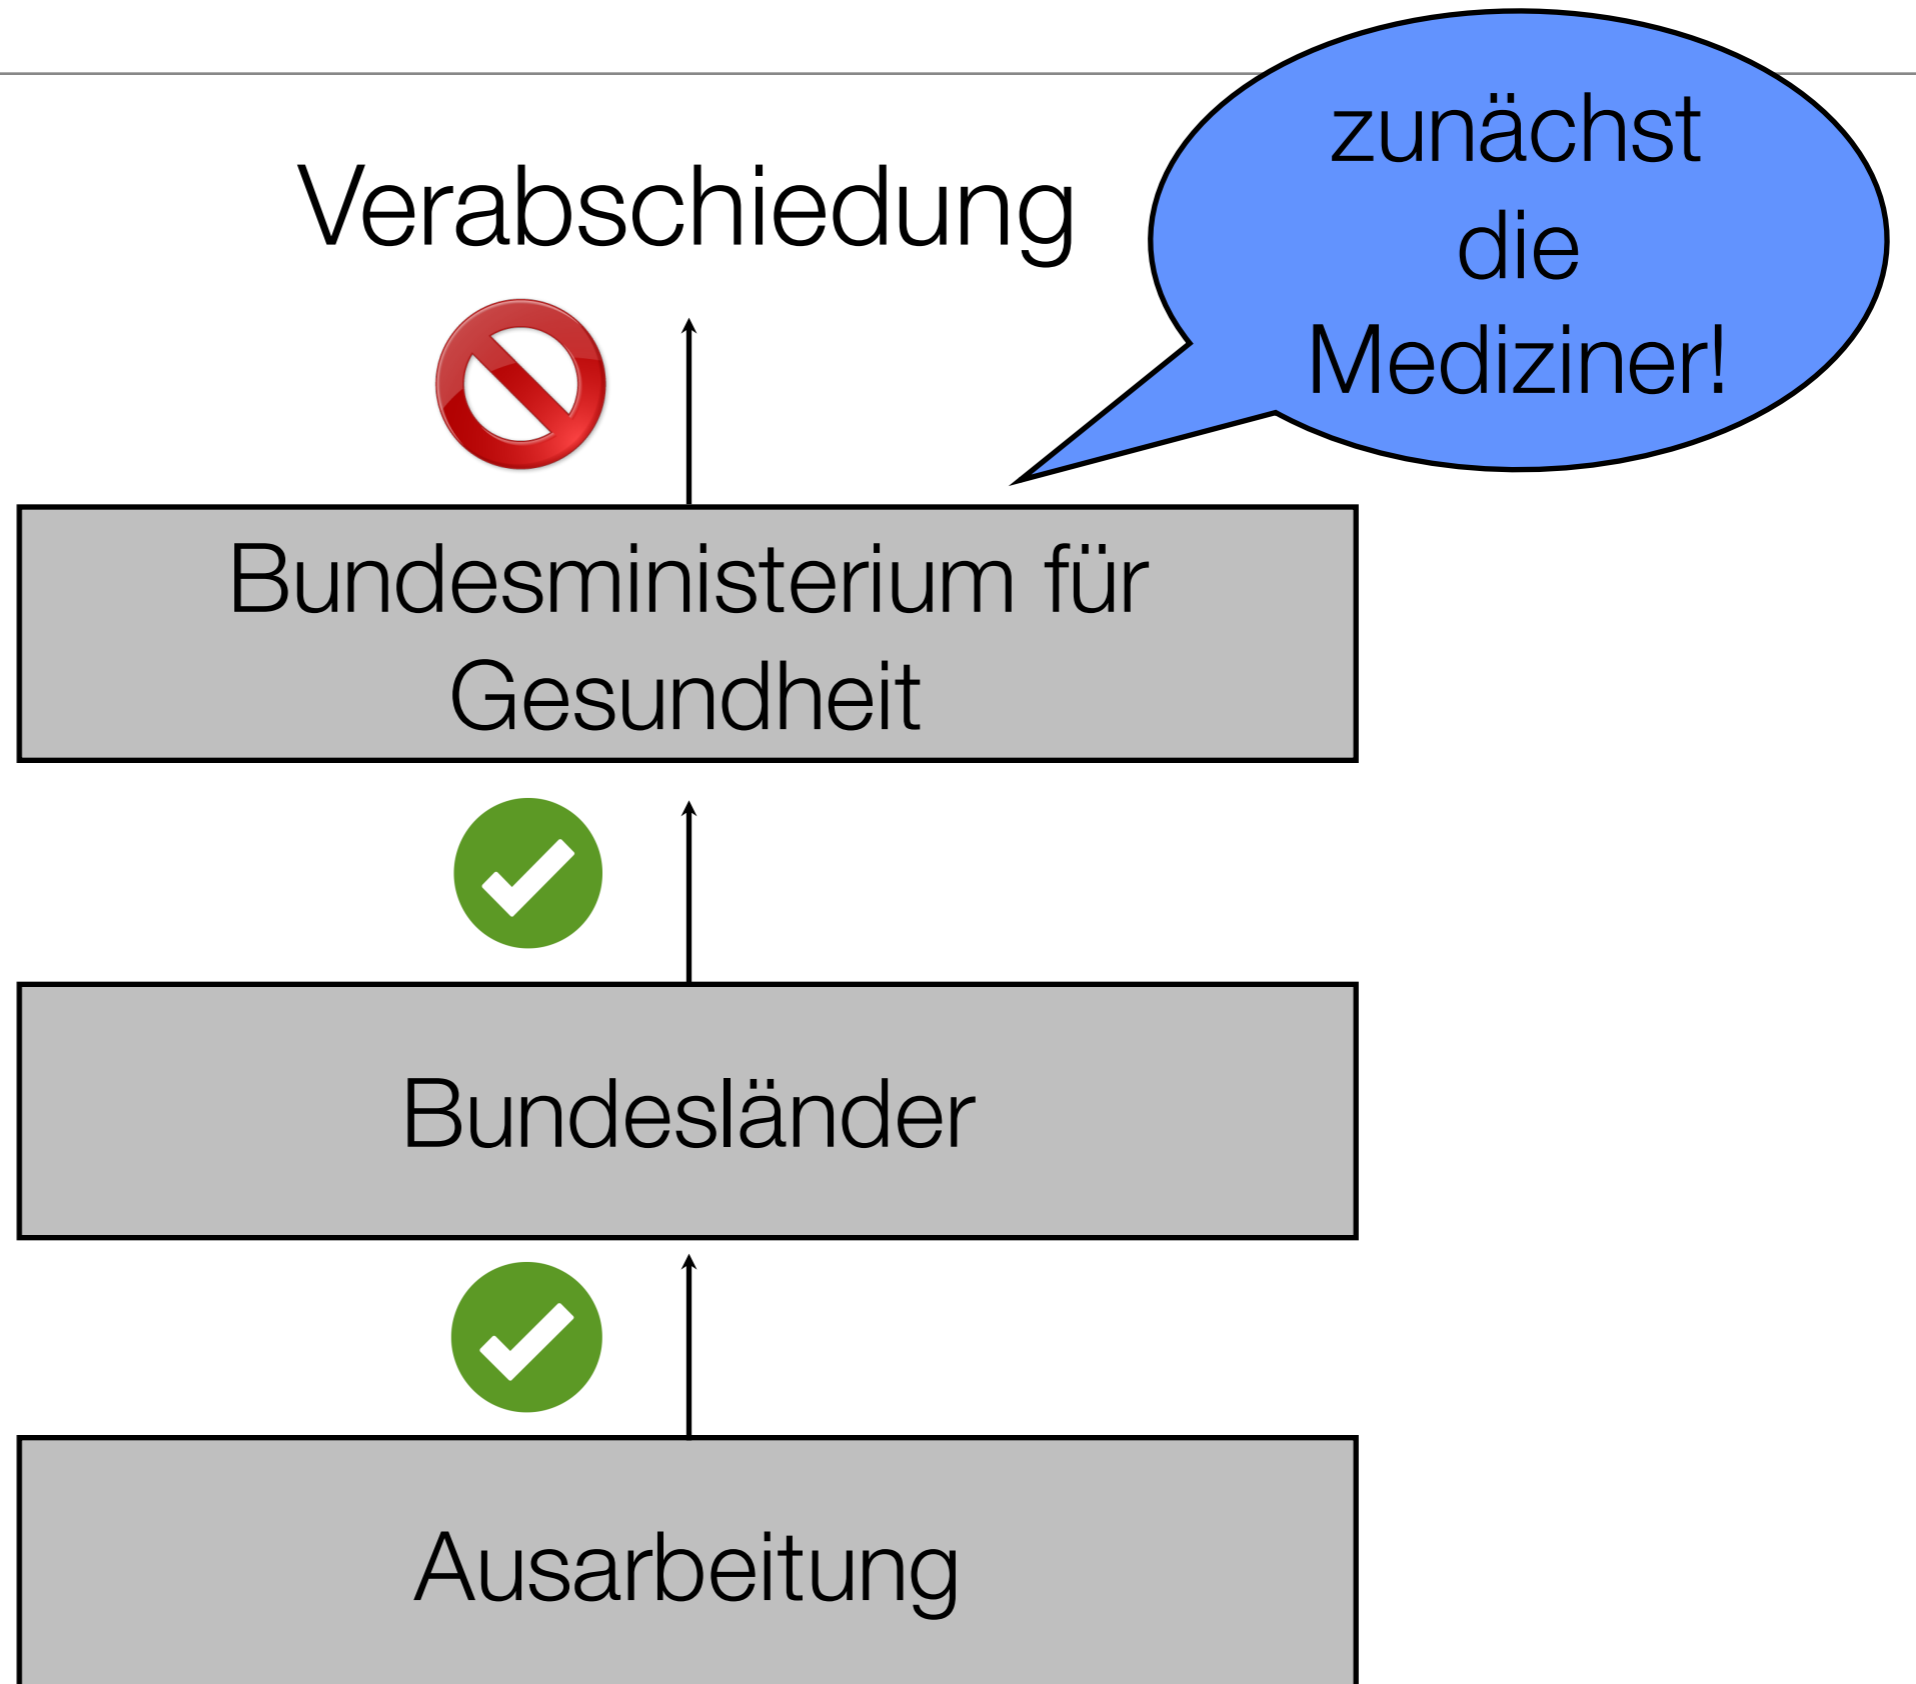 zunächst
die
Mediziner!
Verabschiedung
Bundesministerium für
Gesundheit
Bundesländer
Ausarbeitung